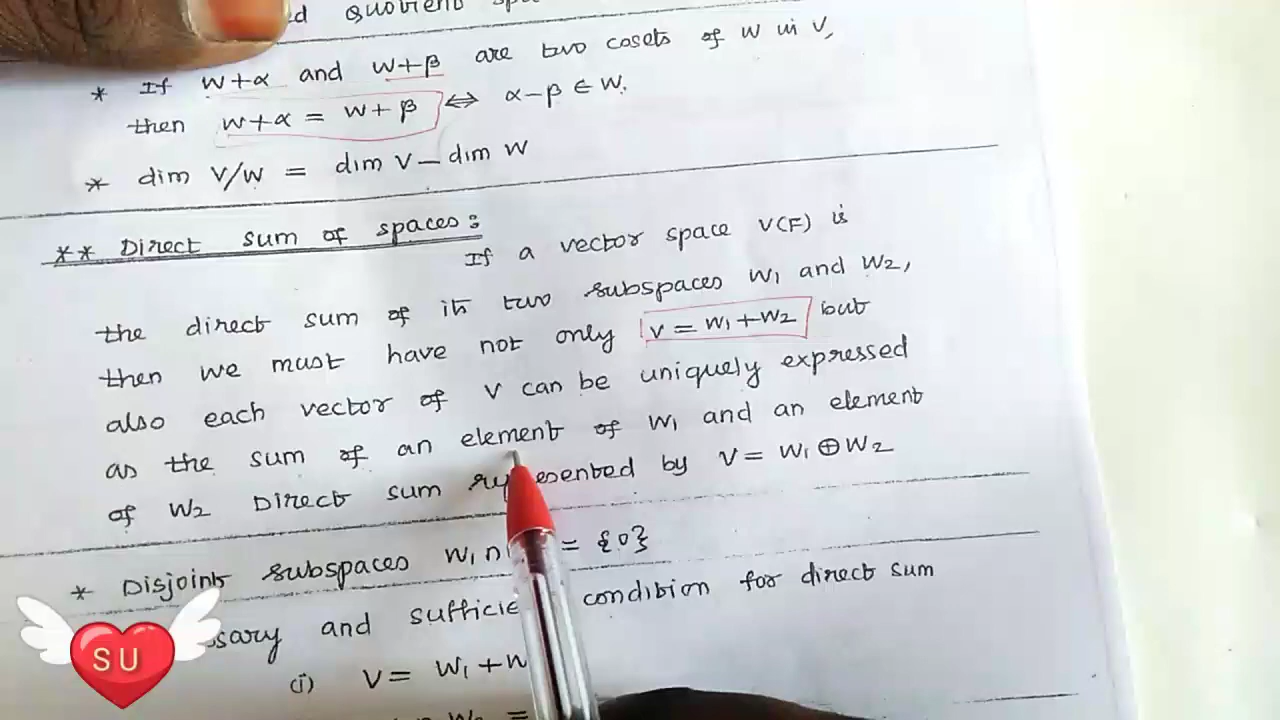 quotient
* If W+α and W+β are two cosets of W in V,
then W+α = W+β ⇔ α-β ∈ W.
* dim V/W = dim V - dim W
** Direct sum of spaces:
If a vector space V(F) is
the direct sum of its two subspaces W1 and W2,
then we must have not only V = W1+W2 but
also each vector of V can be uniquely expressed
as the sum of an element of W1 and an element
of W2 Direct sum represented by V = W1⊕W2
* Disjoint subspaces W1 ∩ = {0}
and condition for direct sum
(i) V = W1 +
SU